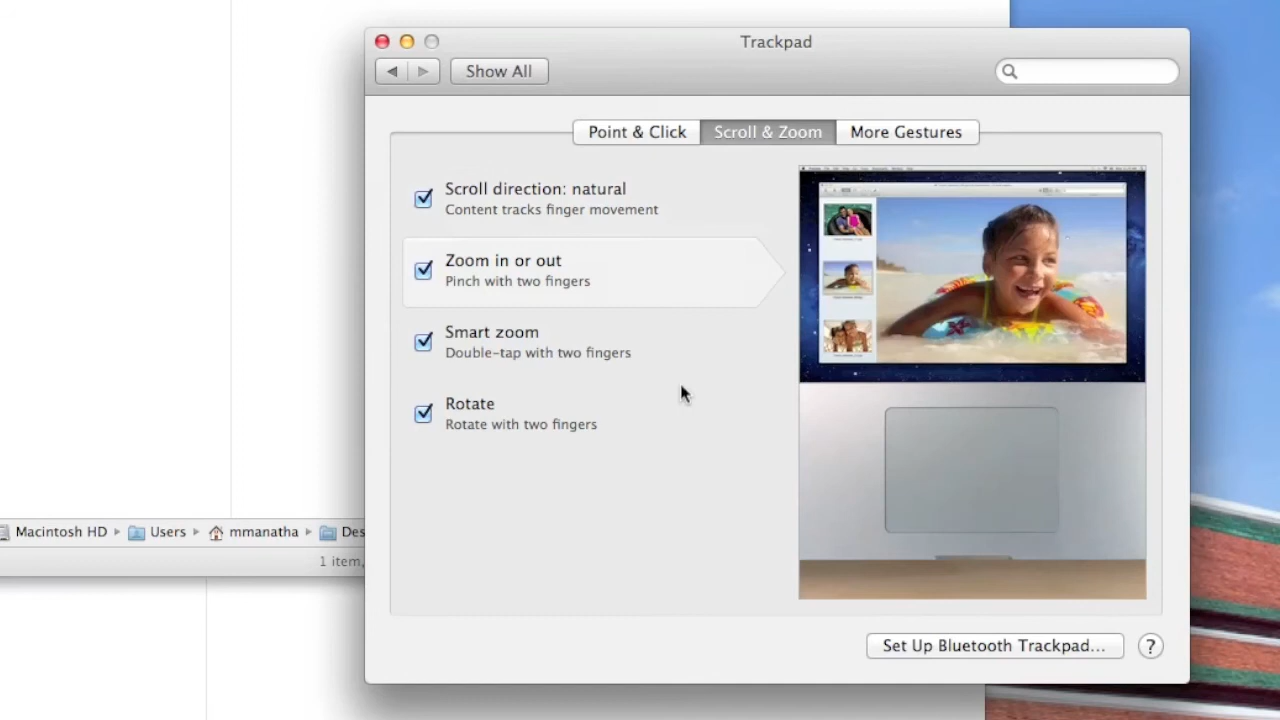 Trackpad
Show All
Point & Click
Scroll & Zoom
More Gestures
Scroll direction: natural
Content tracks finger movement
Zoom in or out
Pinch with two fingers
Smart zoom
Double-tap with two fingers
Rotate
Rotate with two fingers
Macintosh HD
Users
mmanatha
Des
1 item,
Set Up Bluetooth Trackpad...
?